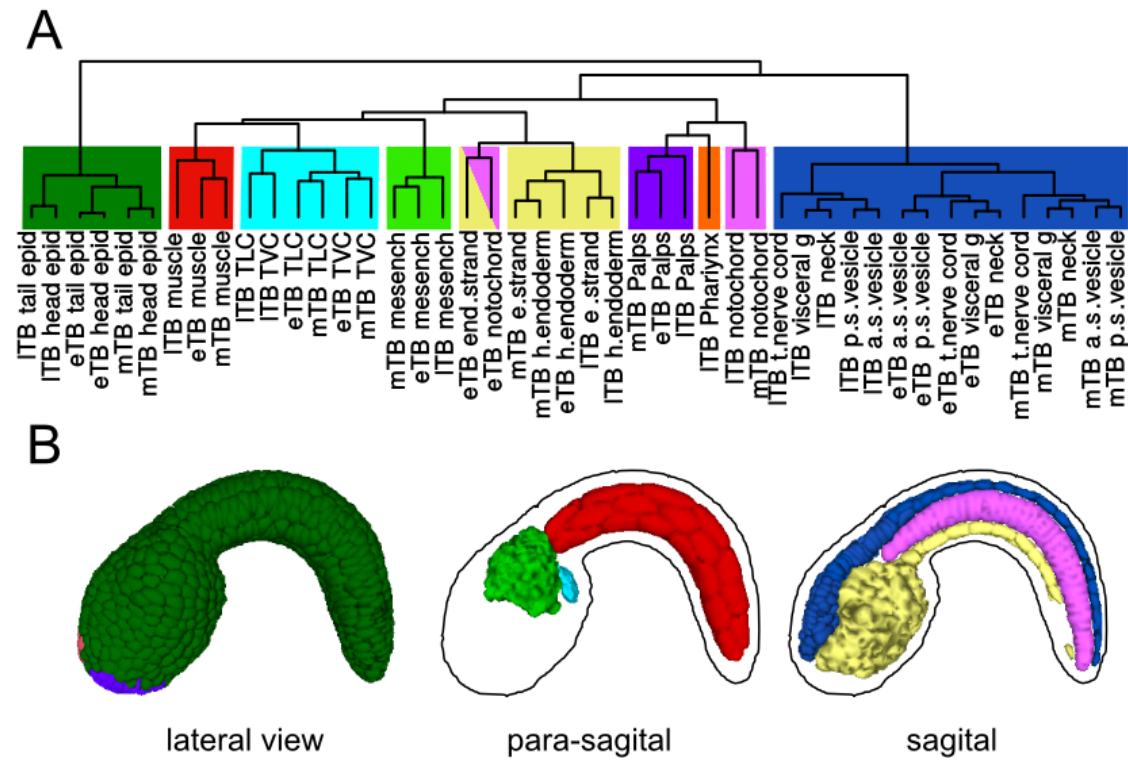 A
lTB tail epid
lTB head epid
eTB tail epid
eTB head epid
mTB tail epid
mTB head epid
lTB muscle
eTB muscle
mTB muscle
lTB TLC
lTB TVC
eTB TLC
mTB TLC
eTB TVC
mTB TVC
mTB mesench
eTB mesench
lTB mesench
eTB end.strand
eTB notochord
mTB e.strand
mTB h.endoderm
eTB h.endoderm
lTB e.strand
lTB h.endoderm
mTB Palps
eTB Palps
lTB Palps
lTB Phariynx
lTB notochord
mTB notochord
lTB t.nerve cord
lTB visceral g
lTB neck
lTB p.s.vesicle
lTB a.s.vesicle
eTB a.s.vesicle
eTB p.s.vesicle
eTB t.nerve cord
eTB visceral g
eTB neck
mTB t.nerve cord
mTB visceral g
mTB neck
mTB a.s.vesicle
mTB p.s.vesicle
B
lateral view
para-sagital
sagital